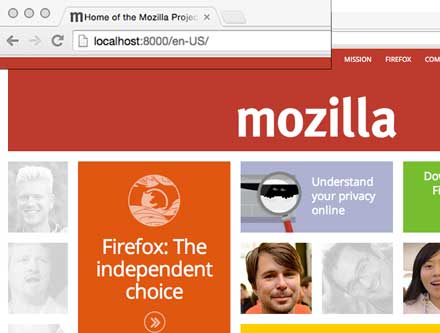 Home of the Mozilla Projec
localhost:8000/en-US/
MISSION FIREFOX COM
mozilla
Understand
your privacy
online
Dow
Fi
Firefox: The
independent
choice